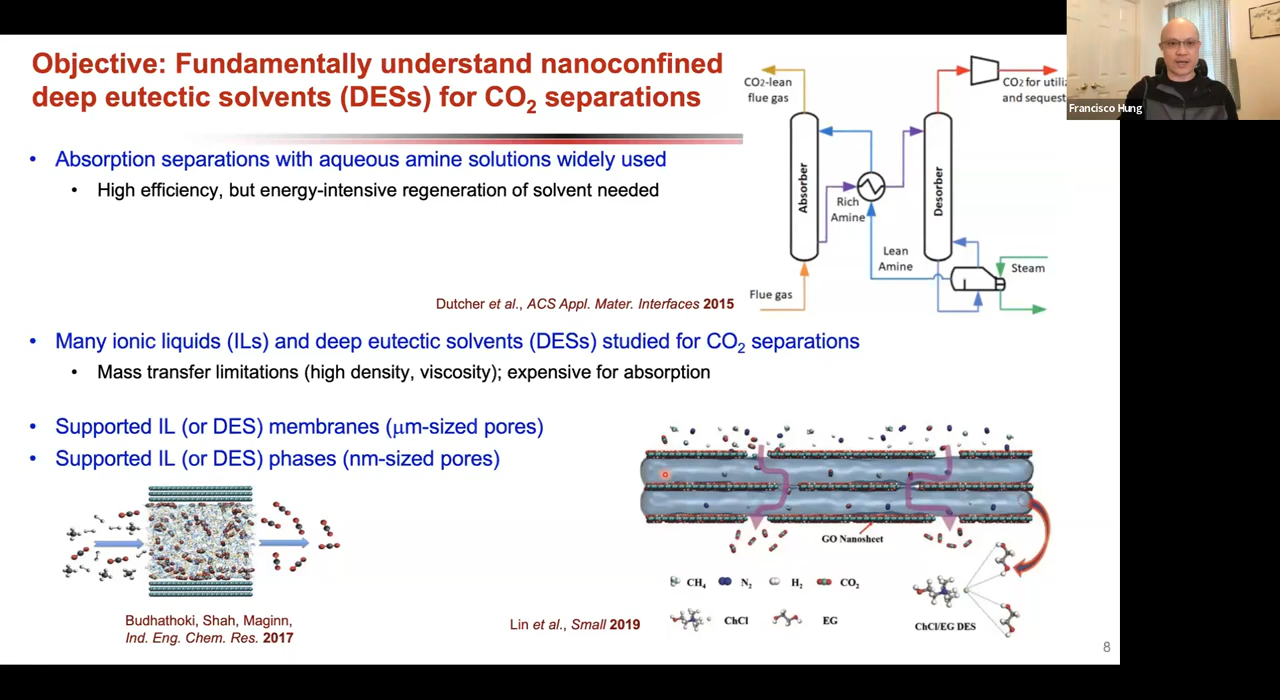 Objective: Fundamentally understand nanoconfined
deep eutectic solvents (DESs) for CO2 separations
• Absorption separations with aqueous amine solutions widely used
• High efficiency, but energy-intensive regeneration of solvent needed
CO2-lean
flue gas
CO2 for utiliz
and sequest
Absorber
Desorber
Rich
Amine
Lean
Amine
Steam
Flue gas
Francisco Hung
Dutcher et al., ACS Appl. Mater. Interfaces 2015
• Many ionic liquids (ILs) and deep eutectic solvents (DESs) studied for CO2 separations
• Mass transfer limitations (high density, viscosity); expensive for absorption
• Supported IL (or DES) membranes (μm-sized pores)
• Supported IL (or DES) phases (nm-sized pores)
Budhathoki, Shah, Maginn,
Ind. Eng. Chem. Res. 2017
GO Nanosheet
CH4 N2 H2 CO2
ChCl EG
ChCl/EG DES
Lin et al., Small 2019
8